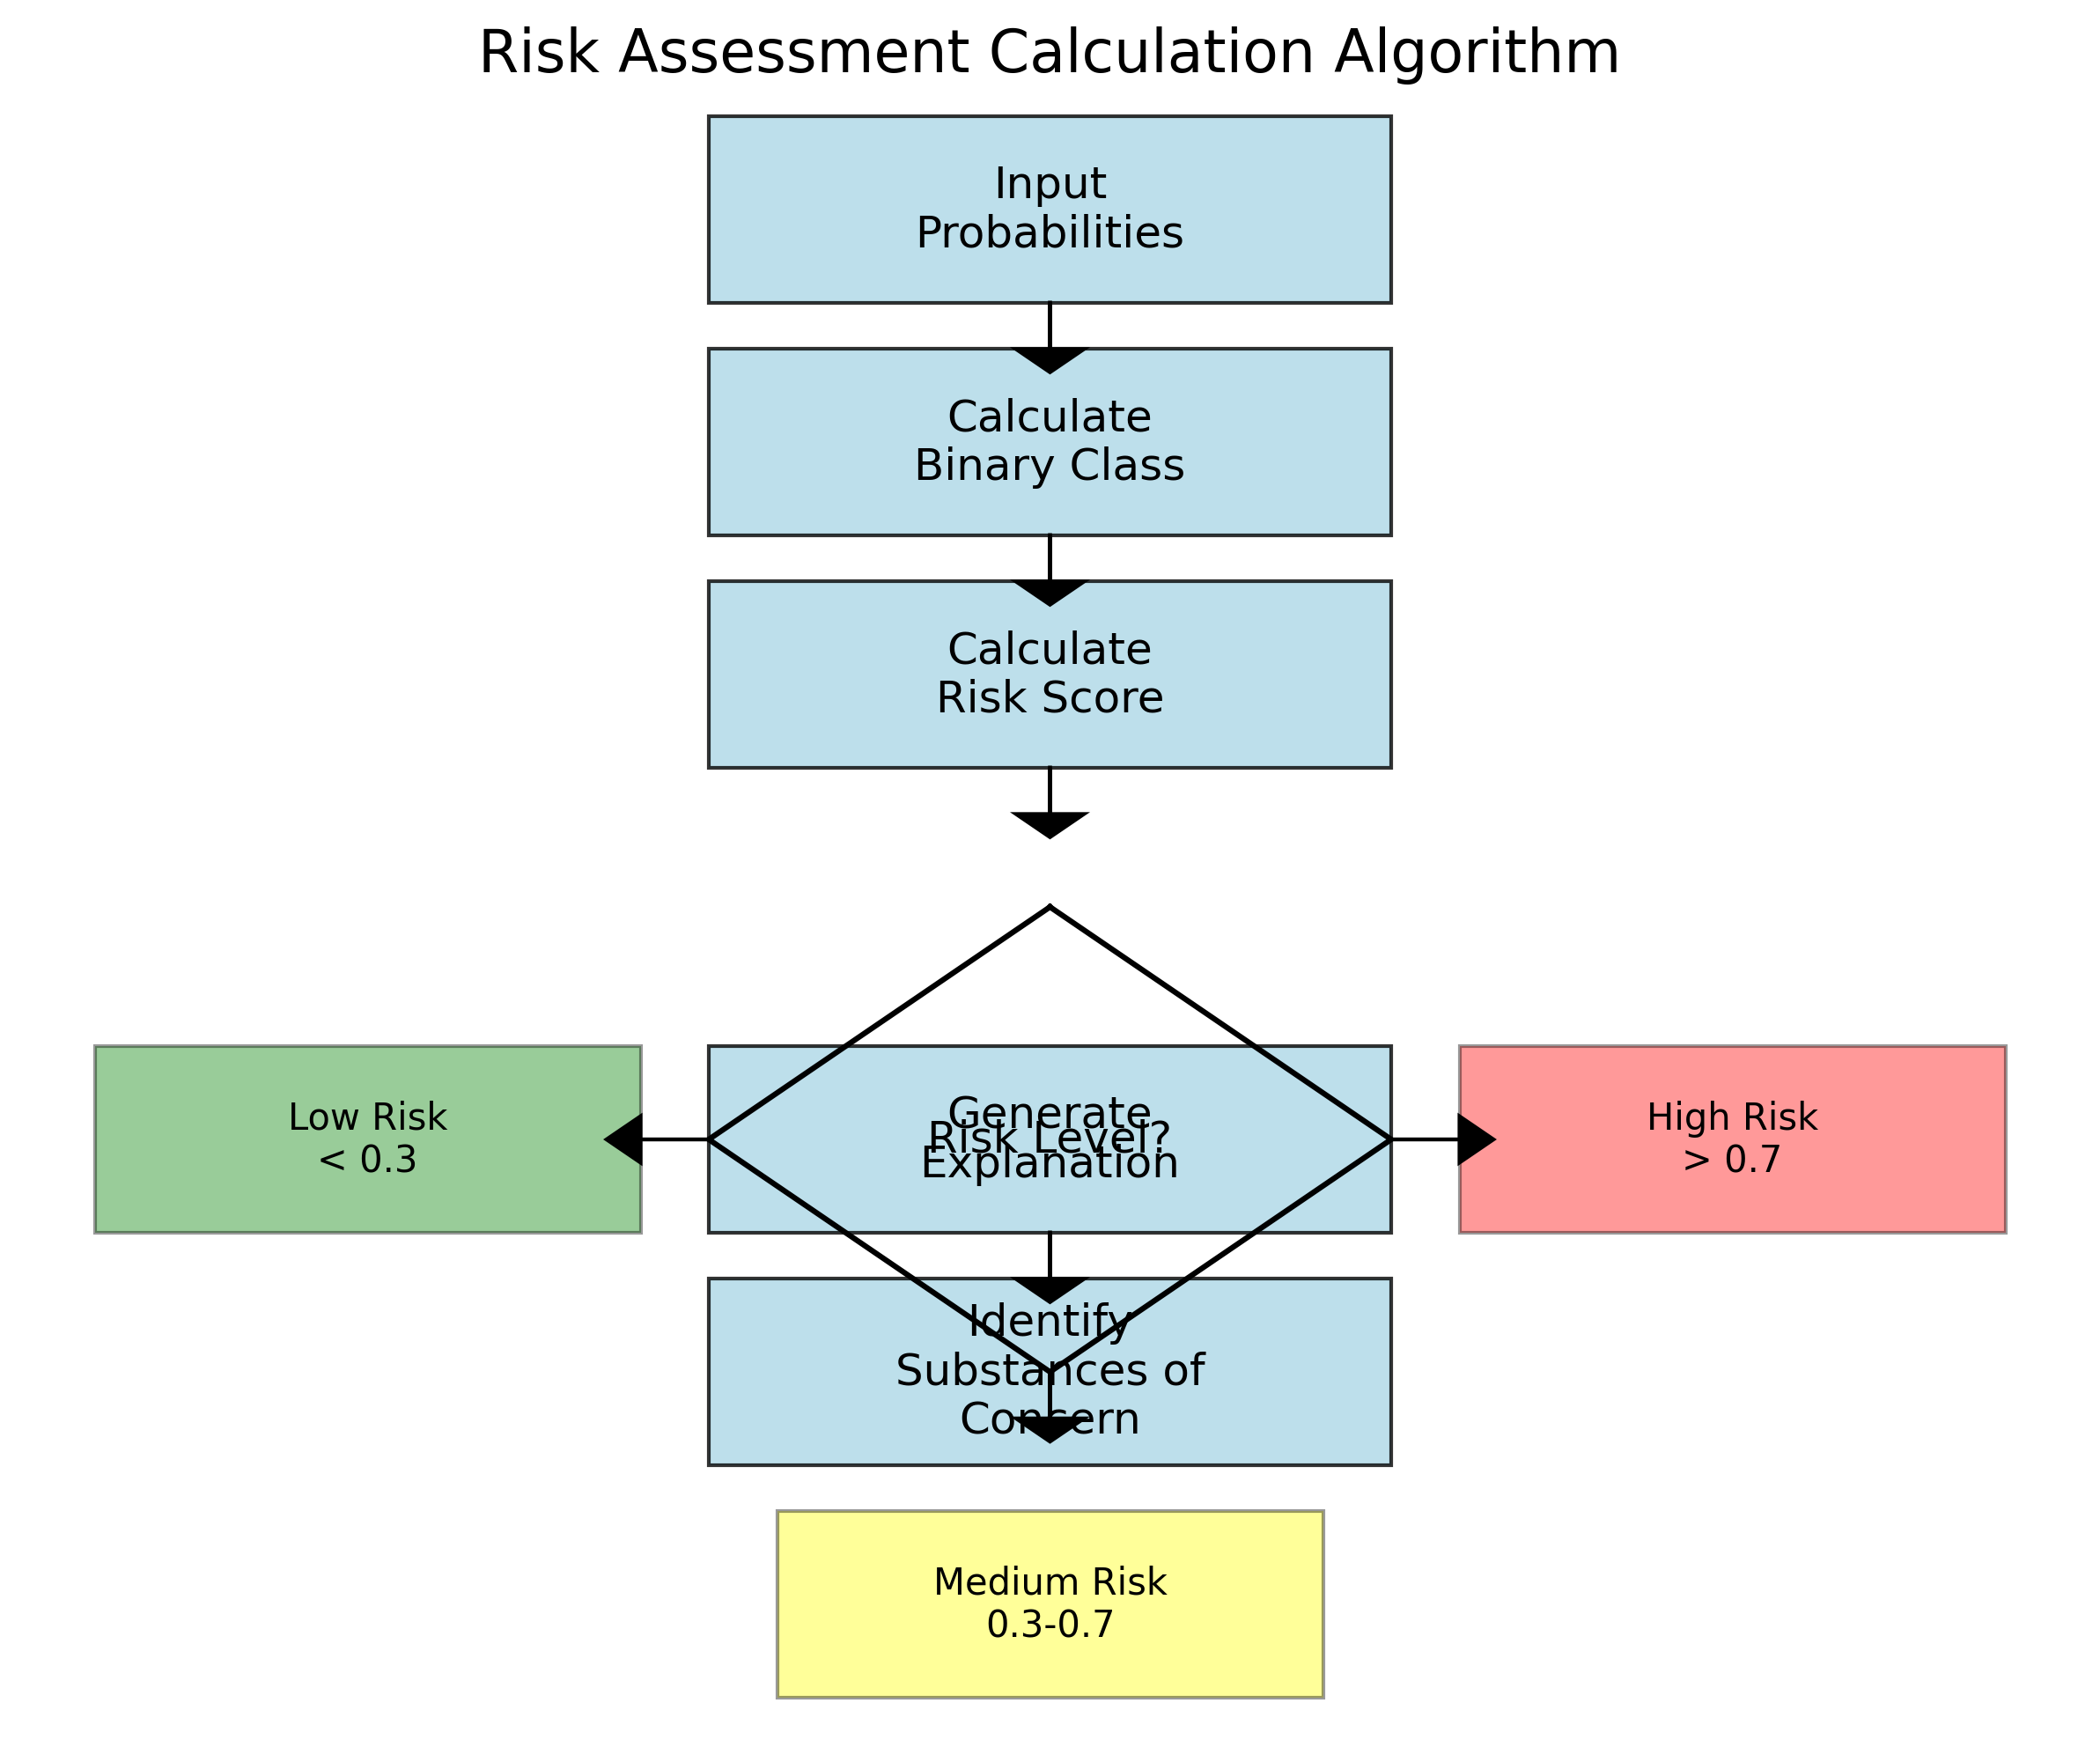 Risk Assessment Calculation Algorithm
Input
Probabilities
Calculate
Binary Class
Calculate
Risk Score
Low Risk
< 0.3
Generate
Risk Level?
Explanation
High Risk
> 0.7
Identify
Substances of
Concern
Medium Risk
0.3-0.7